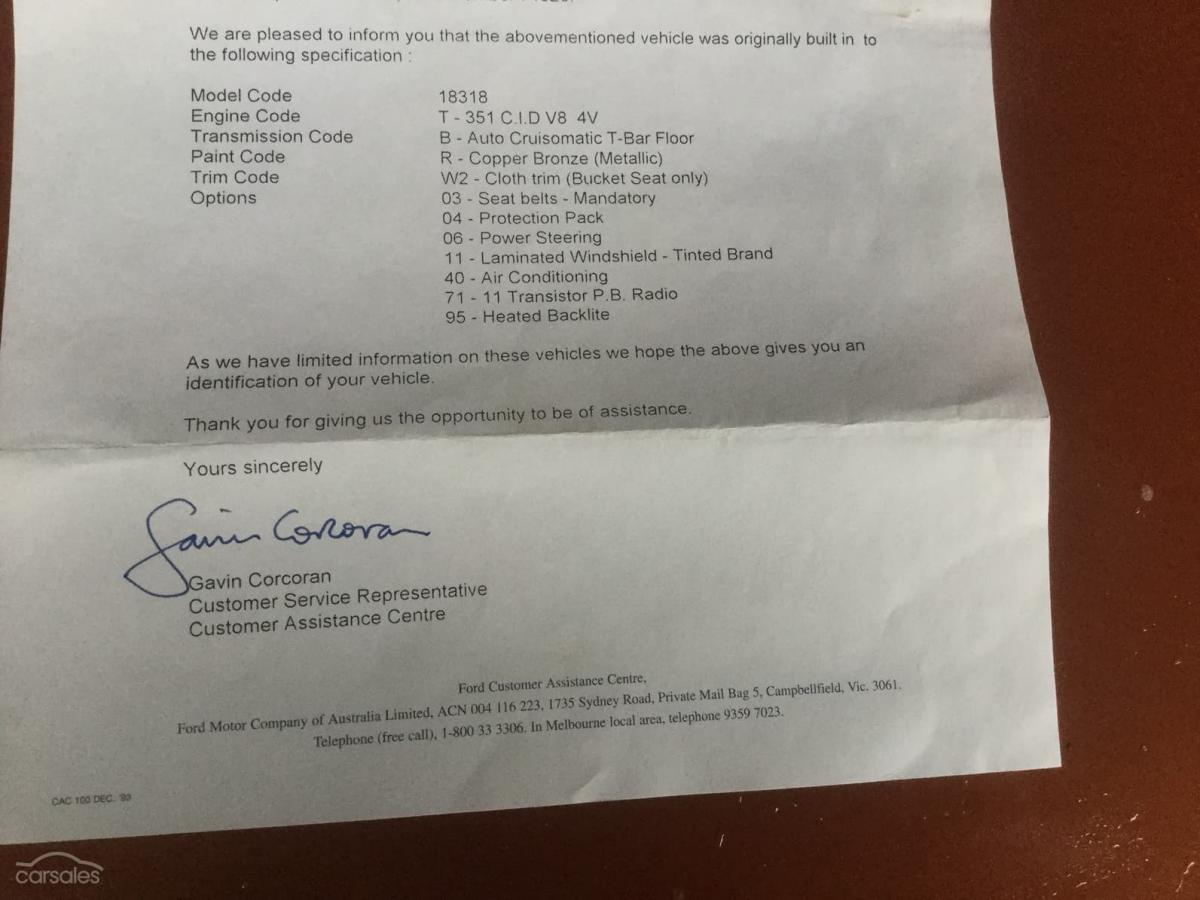 We are pleased to inform you that the abovementioned vehicle was originally built in to
the following specification :
Model Code 18318
Engine Code T - 351 C.I.D V8 4V
Transmission Code B - Auto Cruisomatic T-Bar Floor
Paint Code R - Copper Bronze (Metallic)
Trim Code W2 - Cloth trim (Bucket Seat only)
Options 03 - Seat belts - Mandatory
04 - Protection Pack
06 - Power Steering
11 - Laminated Windshield - Tinted Brand
40 - Air Conditioning
71 - 11 Transistor P.B. Radio
95 - Heated Backlite
As we have limited information on these vehicles we hope the above gives you an
identification of your vehicle.
Thank you for giving us the opportunity to be of assistance.
Yours sincerely
Gavin Corcoran
Gavin Corcoran
Customer Service Representative
Customer Assistance Centre
Ford Customer Assistance Centre,
Ford Motor Company of Australia Limited, ACN 004 116 223, 1735 Sydney Road, Private Mail Bag 5, Campbellfield, Vic. 3061.
Telephone (free call), 1-800 33 3306. In Melbourne local area, telephone 9359 7023.
CAC 100 DEC. '93
carsales